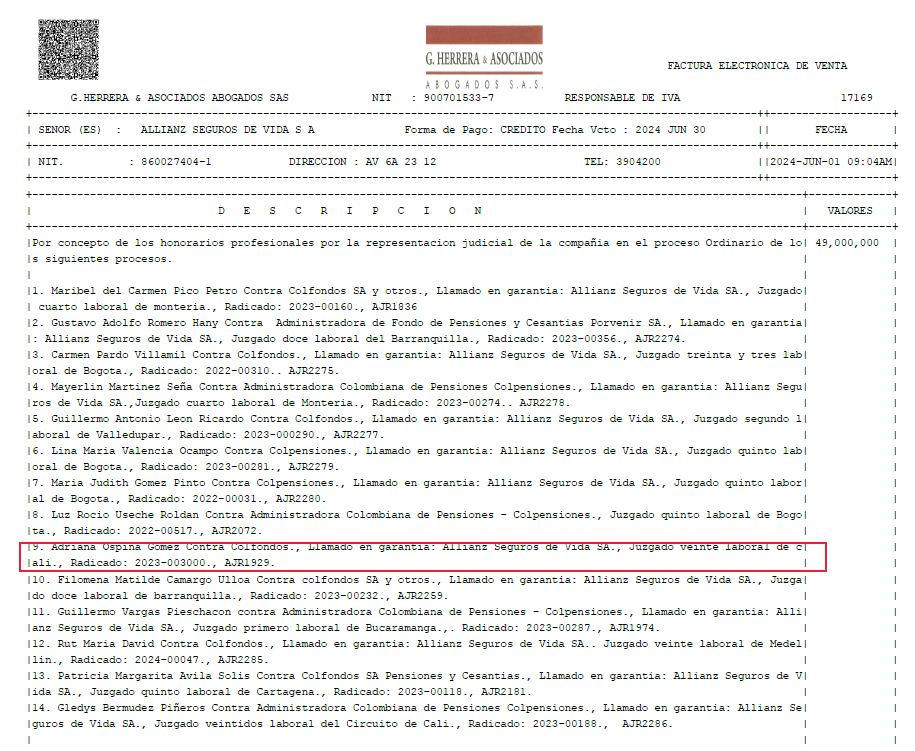 G. HERRERA & ASOCIADOS
ABOGADOS S.A.S.
FACTURA ELECTRONICA DE VENTA
G.HERRERA & ASOCIADOS ABOGADOS SAS NIT : 900701533-7 RESPONSABLE DE IVA 17169
SENOR (ES) : ALLIANZ SEGUROS DE VIDA S A Forma de Pago: CREDITO Fecha Vcto : 2024 JUN 30 FECHA
NIT. : 860027404-1 DIRECCION : AV 6A 23 12 TEL: 3904200 2024-JUN-01 09:04AM
D E S C R I P C I O N VALORES
Por concepto de los honorarios profesionales por la representacion judicial de la compañia en el proceso Ordinario de lo 49,000,000
s siguientes procesos.
1. Maribel del Carmen Pico Petro Contra Colfondos SA y otros., Llamado en garantia: Allianz Seguros de Vida SA., Juzgado
cuarto laboral de monteria., Radicado: 2023-00160., AJR1836
2. Gustavo Adolfo Romero Hany Contra Administradora de Fondo de Pensiones y Cesantias Porvenir SA., Llamado en garantia
: Allianz Seguros de Vida SA., Juzgado doce laboral del Barranquilla., Radicado: 2023-00356., AJR2274.
3. Carmen Pardo Villamil Contra Colfondos., Llamado en garantia: Allianz Seguros de Vida SA., Juzgado treinta y tres lab
oral de Bogota., Radicado: 2022-00310.. AJR2275.
4. Mayerlin Martinez Seña Contra Administradora Colombiana de Pensiones Colpensiones., Llamado en garantia: Allianz Segu
ros de Vida SA.,Juzgado cuarto laboral de Monteria., Radicado: 2023-00274.. AJR2278.
5. Guillermo Antonio Leon Ricardo Contra Colfondos., Llamado en garantia: Allianz Seguros de Vida SA., Juzgado segundo l
aboral de Valledupar., Radicado: 2023-000290., AJR2277.
6. Lina Maria Valencia Ocampo Contra Colpensiones., Llamado en garantia: Allianz Seguros de Vida SA., Juzgado quinto lab
oral de Bogota., Radicado: 2023-00281., AJR2279.
7. Maria Judith Gomez Pinto Contra Colpensiones., Llamado en garantia: Allianz Seguros de Vida SA., Juzgado quinto labor
al de Bogota., Radicado: 2022-00031., AJR2280.
8. Luz Rocio Useche Roldan Contra Administradora Colombiana de Pensiones - Colpensiones., Juzgado quinto laboral de Bogo
ta., Radicado: 2022-00517., AJR2072.
9. Adriana Ospina Gomez Contra Colfondos., Llamado en garantia: Allianz Seguros de Vida SA., Juzgado veinte laboral de c
ali., Radicado: 2023-003000., AJR1929.
10. Filomena Matilde Camargo Ulloa Contra colfondos SA y otros., Llamado en garantia: Allianz Seguros de Vida SA., Juzga
do doce laboral de barranquilla., Radicado: 2023-00232., AJR2259.
11. Guillermo Vargas Pieschacon contra Administradora Colombiana de Pensiones - Colpensiones., Llamado en garantia: Alli
anz Seguros de Vida SA., Juzgado primero laboral de Bucaramanga.,. Radicado: 2023-00287., AJR1974.
12. Rut Maria David Contra Colfondos., Llamado en garantia: Allianz Seguros de Vida SA.. Juzgado veinte laboral de Medel
lin., Radicado: 2024-00047., AJR2285.
13. Patricia Margarita Avila Solis Contra Colfondos SA Pensiones y Cesantias., Llamado en garantia: Allianz Seguros de V
ida SA., Juzgado quinto laboral de Cartagena., Radicado: 2023-00118., AJR2181.
14. Gledys Bermudez Piñeros Contra Administradora Colombiana de Pensiones Colpensiones., Llamado en garantia: Allianz Se
guros de Vida SA., Juzgado veintidos laboral del Circuito de Cali., Radicado: 2023-00188., AJR2286.